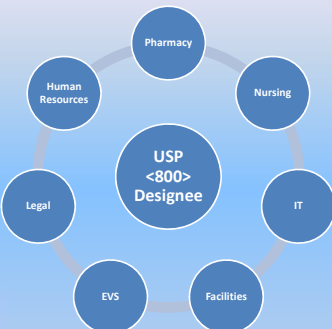 Pharmacy
Human
Resources
Nursing
USP
<800>
Designee
Legal
IT
EVS
Facilities